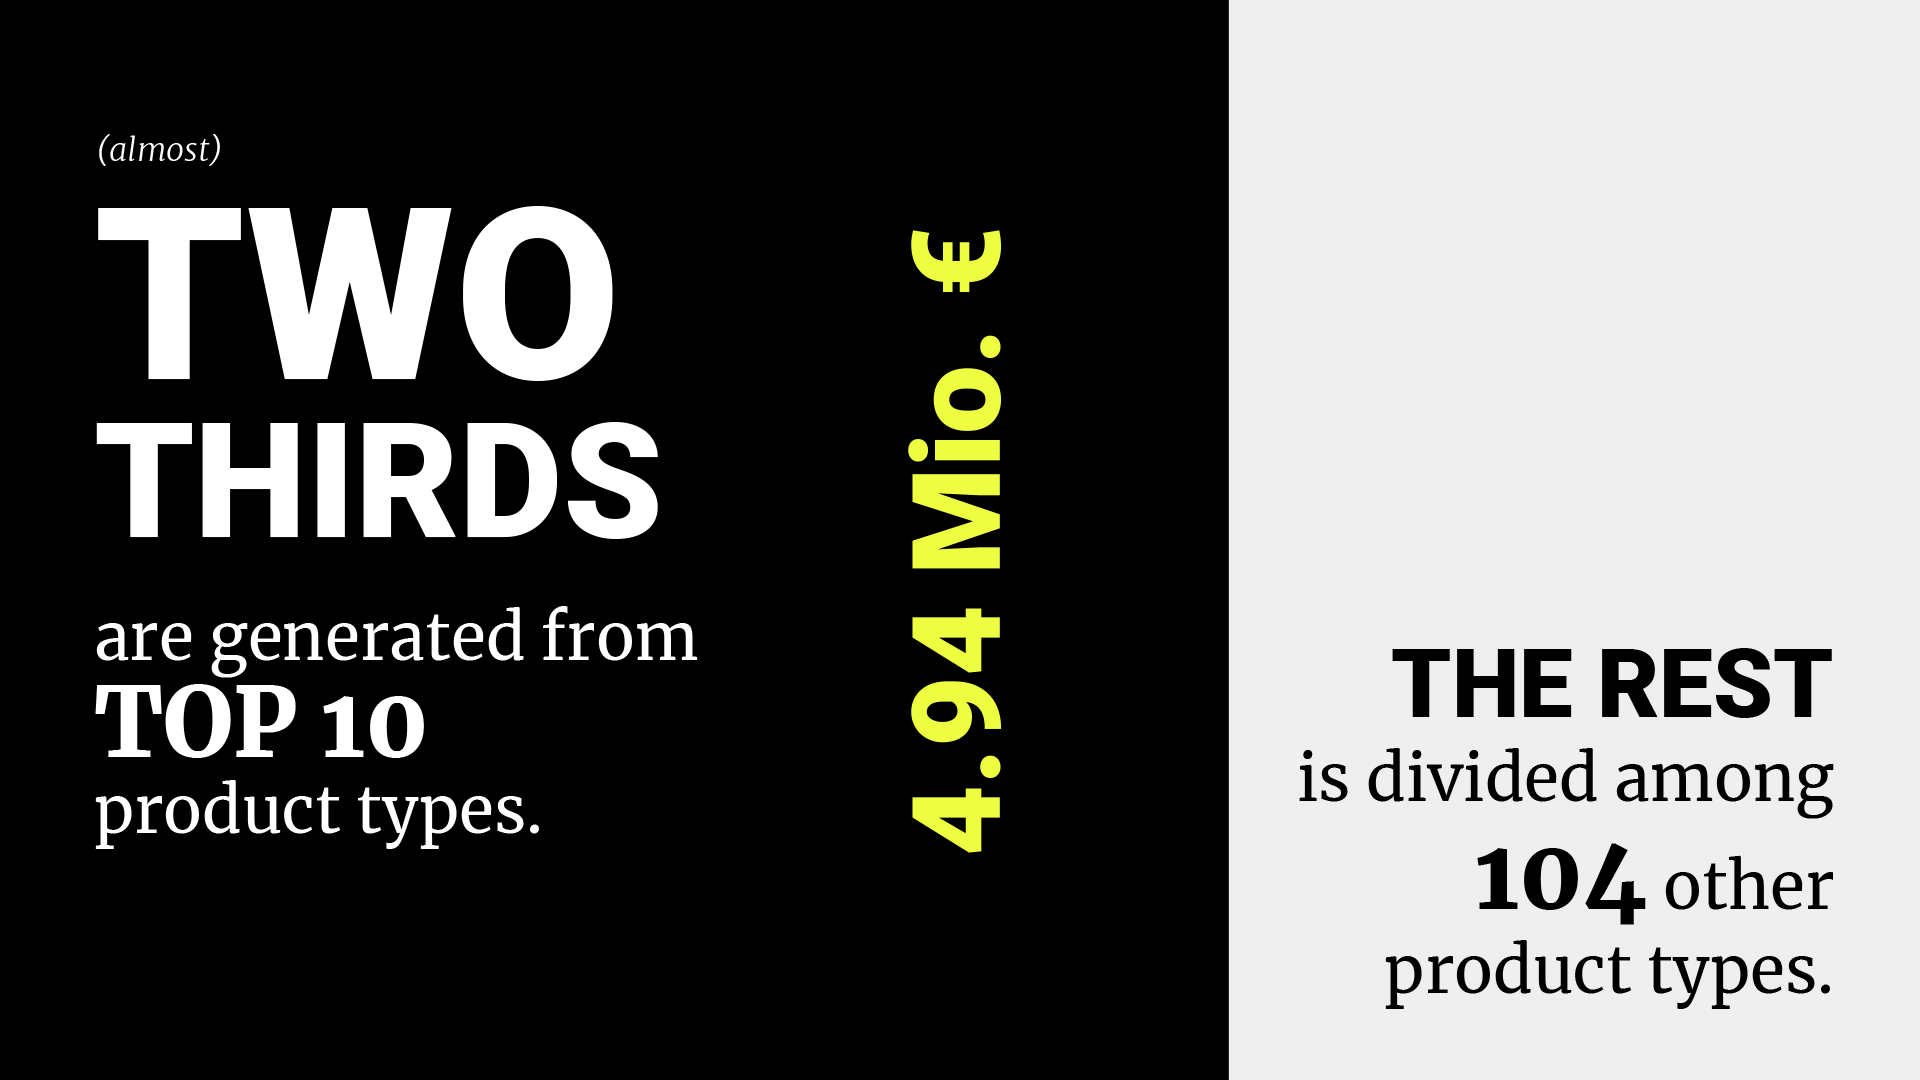 (almost)
TWO
THIRDS
are generated from
TOP 10
product types.
4.94 Mio. €
THE REST
is divided among
104 other
product types.